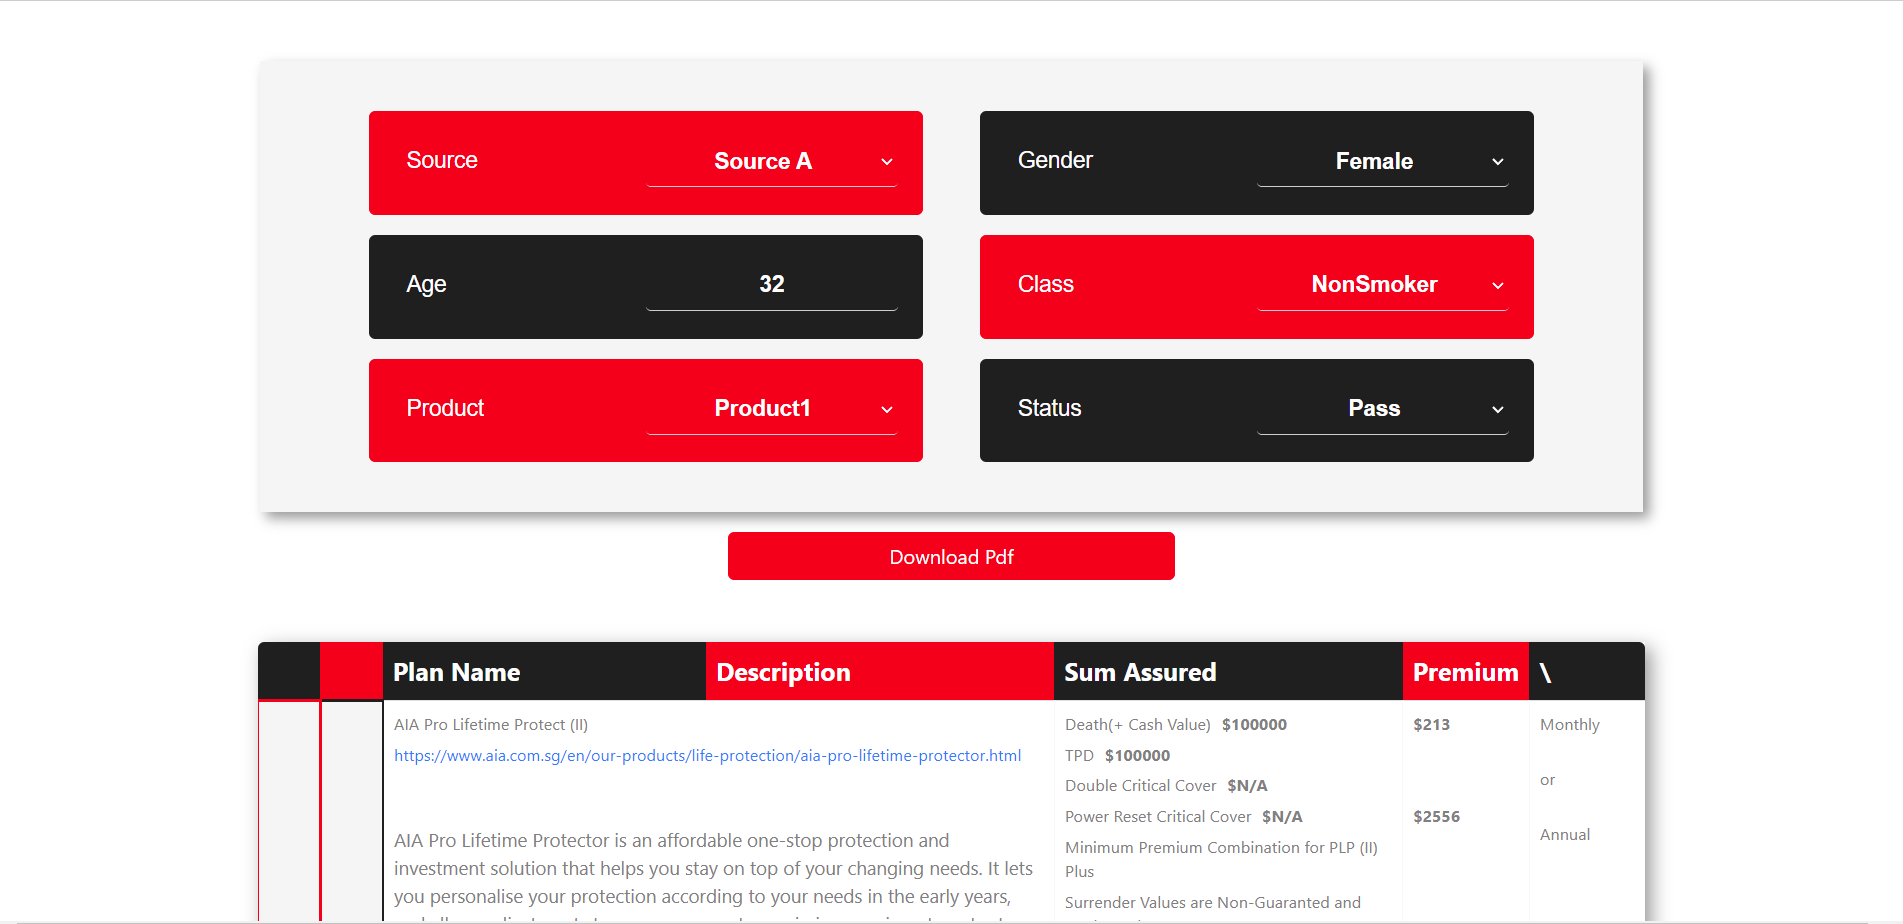 Source Source A
Gender Female
Age 32
Class NonSmoker
Product Product1
Status Pass
Download Pdf
Plan Name Description Sum Assured Premium \
AIA Pro Lifetime Protect (II)
https://www.aia.com.sg/en/our-products/life-protection/aia-pro-lifetime-protector.html
AIA Pro Lifetime Protector is an affordable one-stop protection and
investment solution that helps you stay on top of your changing needs. It lets
you personalise your protection according to your needs in the early years,
Death(+ Cash Value) $100000
TPD $100000
Double Critical Cover $N/A
Power Reset Critical Cover $N/A
Minimum Premium Combination for PLP (II)
Plus
Surrender Values are Non-Guaranted and
$213
$2556
Monthly
or
Annual